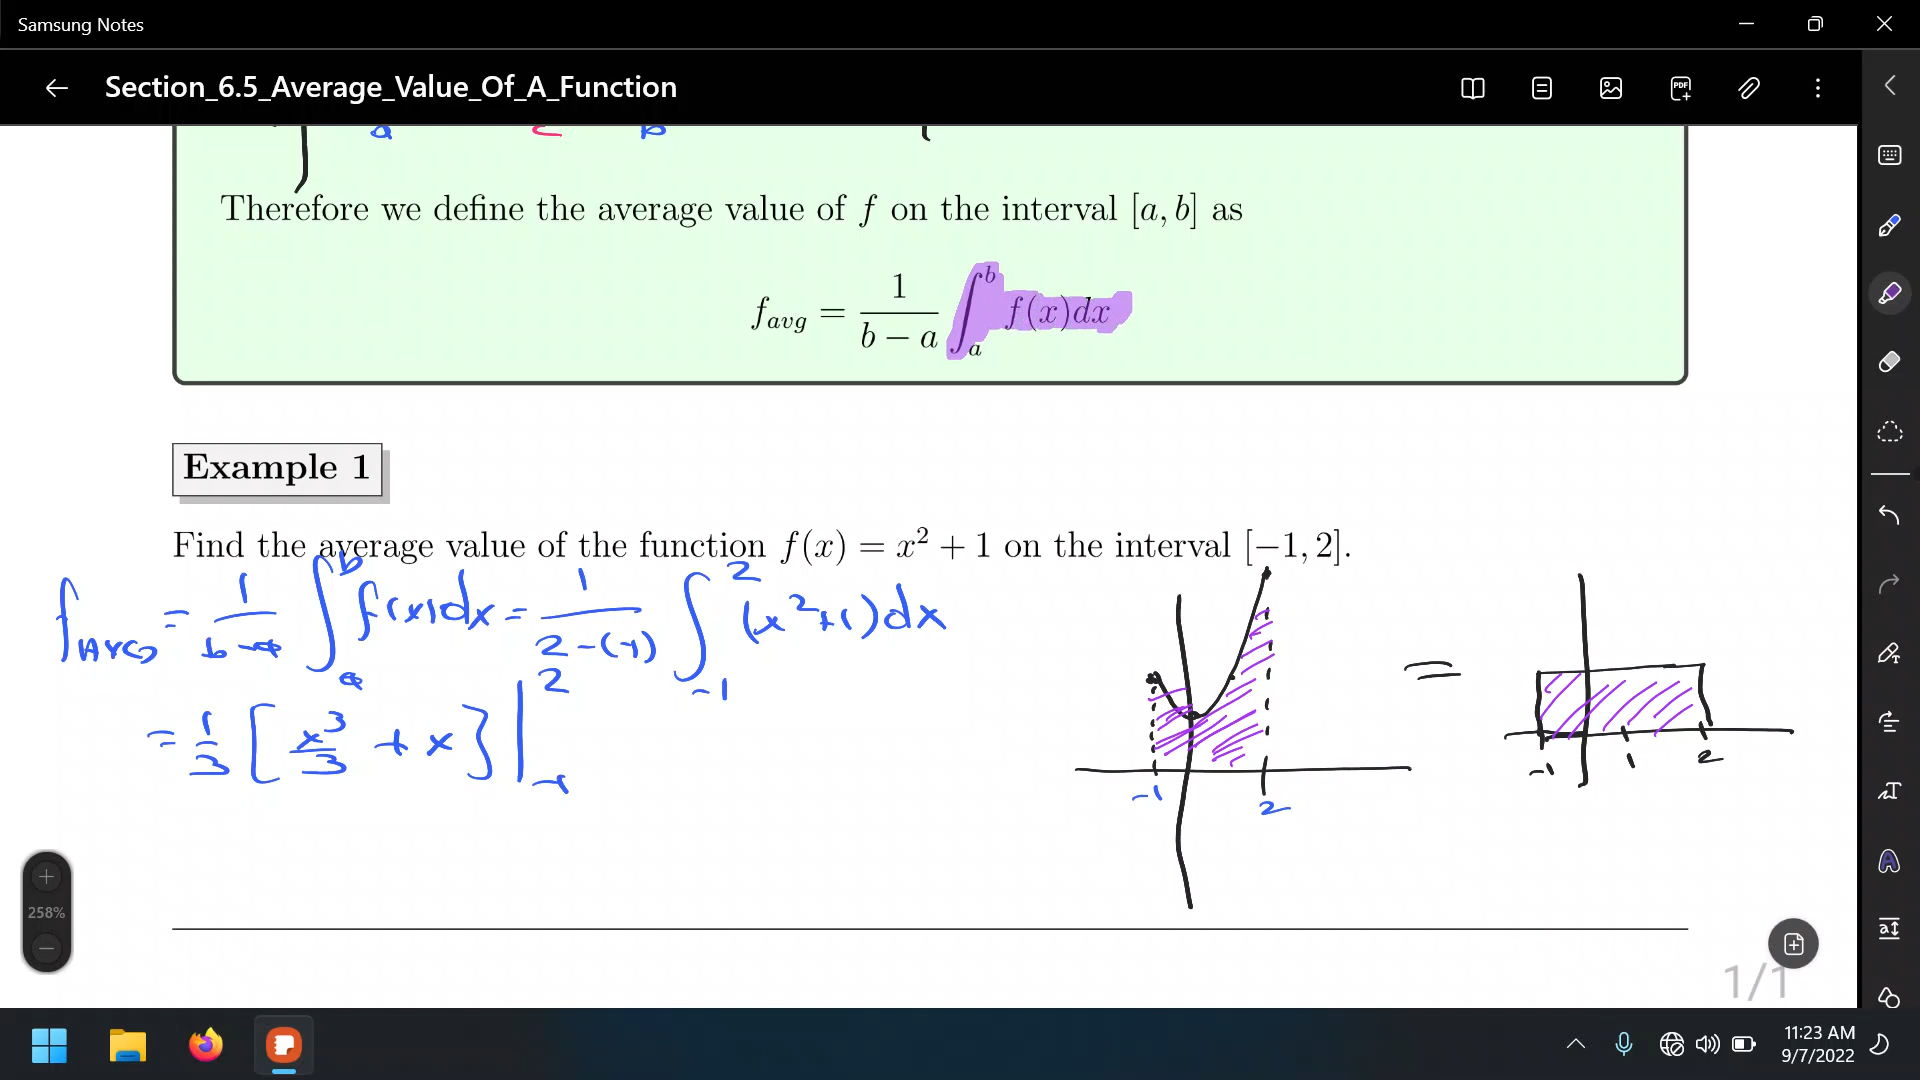 Samsung Notes
Section_6.5_Average_Value_Of_A_Function
a c b
Therefore we define the average value of f on the interval [a, b] as
f_avg = 1/(b − a) ∫_a^b f(x)dx
Example 1
Find the average value of the function f(x) = x² + 1 on the interval [−1, 2].
f_AVG = 1/(b-a) ∫_a^b f(x)dx = 1/(2-(-1)) ∫_-1^2 (x²+1)dx
= 1/3 [x³/3 + x]|_-1^2
-1 2
=
-1 1 2
258%
1/1
11:23 AM
9/7/2022